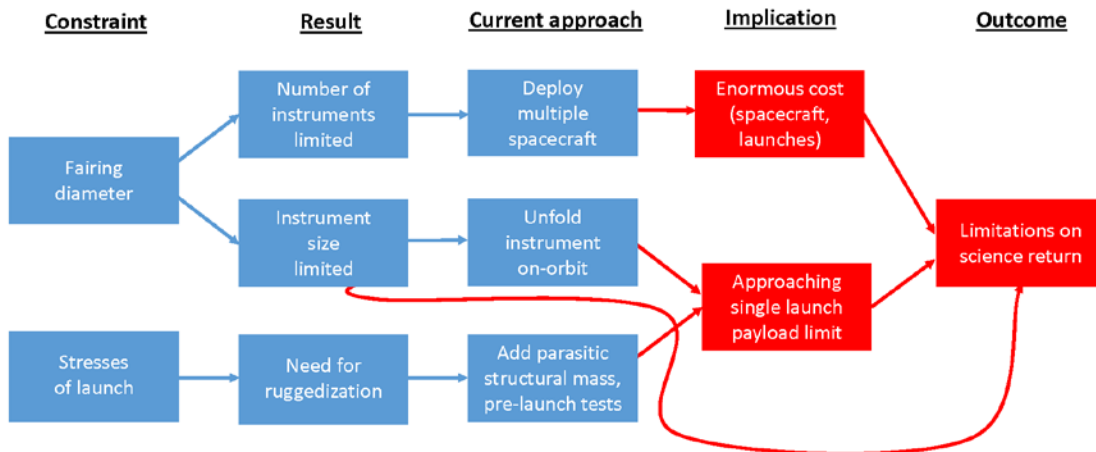 Constraint
Result
Current approach
Implication
Outcome
Number of
instruments
limited
Deploy
multiple
spacecraft
Enormous cost
(spacecraft,
launches)
Fairing
diameter
Instrument
size
limited
Unfold
instrument
on-orbit
Approaching
single launch
payload limit
Limitations on
science return
Stresses
of launch
Need for
ruggedization
Add parasitic
structural mass,
pre-launch tests